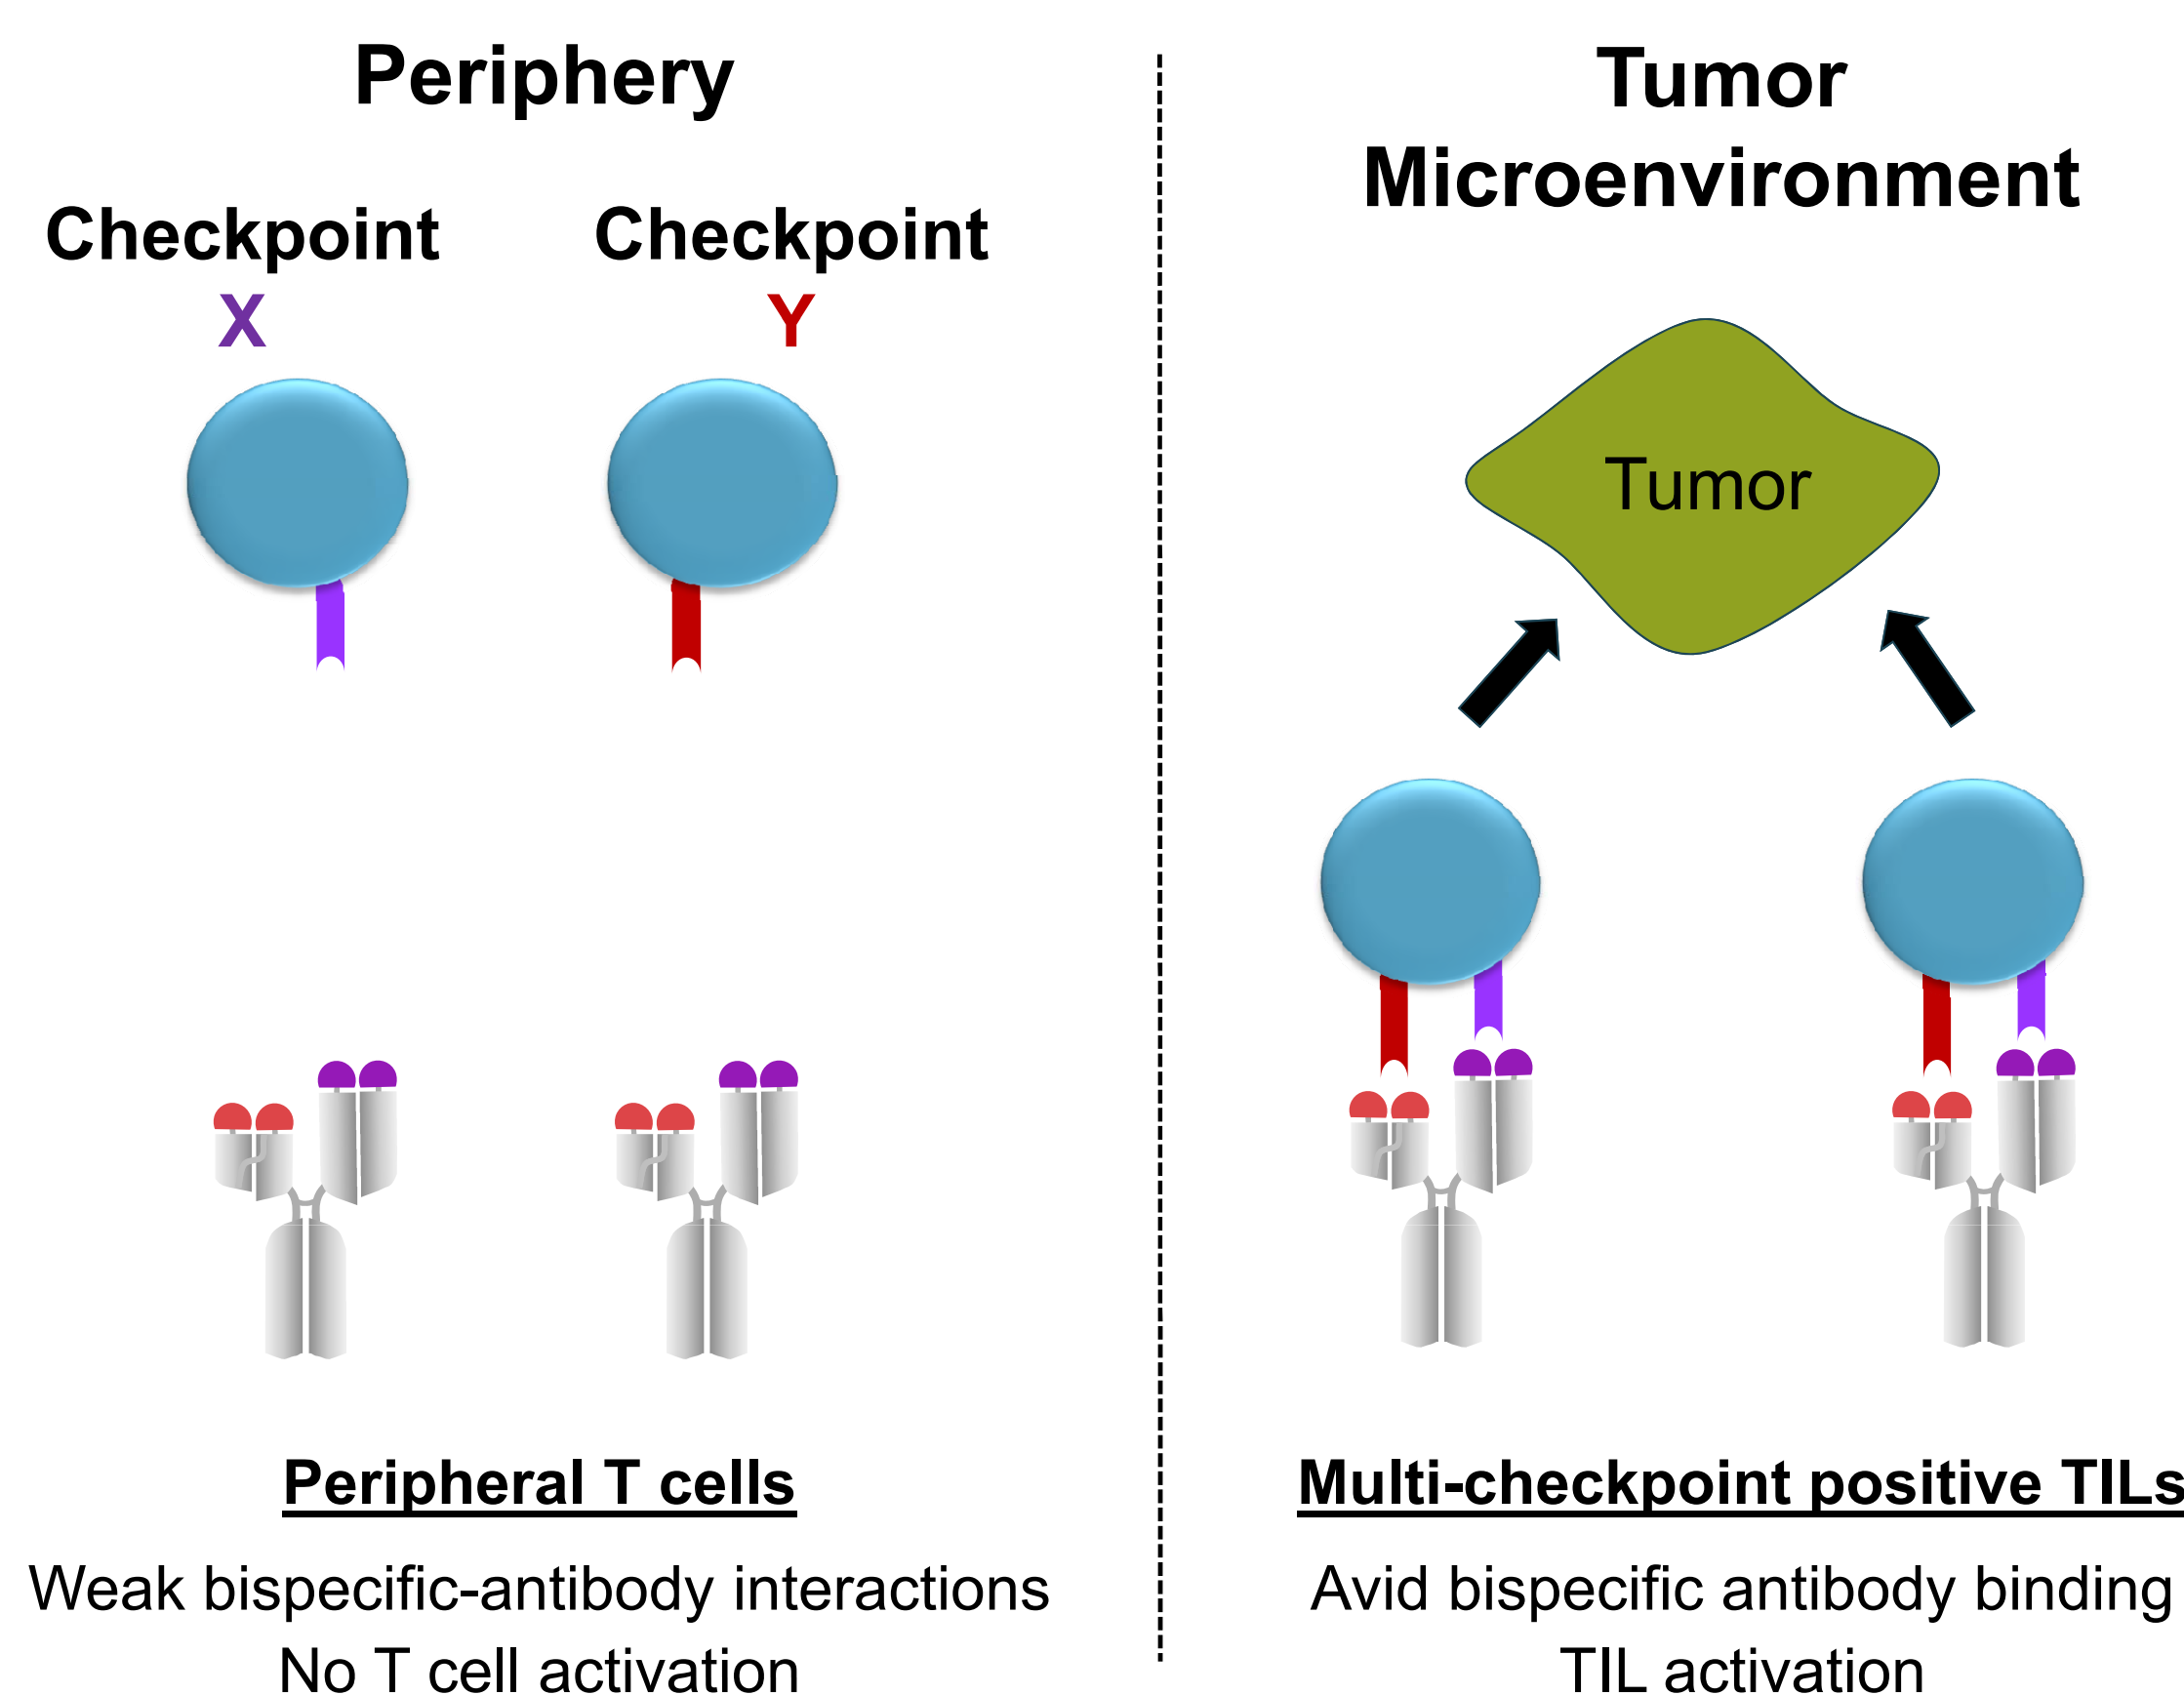 Periphery
Checkpoint
X
Checkpoint
Y
Peripheral T cells
Weak bispecific-antibody interactions
No T cell activation
Tumor
Microenvironment
Tumor
Multi-checkpoint positive TILs
Avid bispecific antibody binding
TIL activation